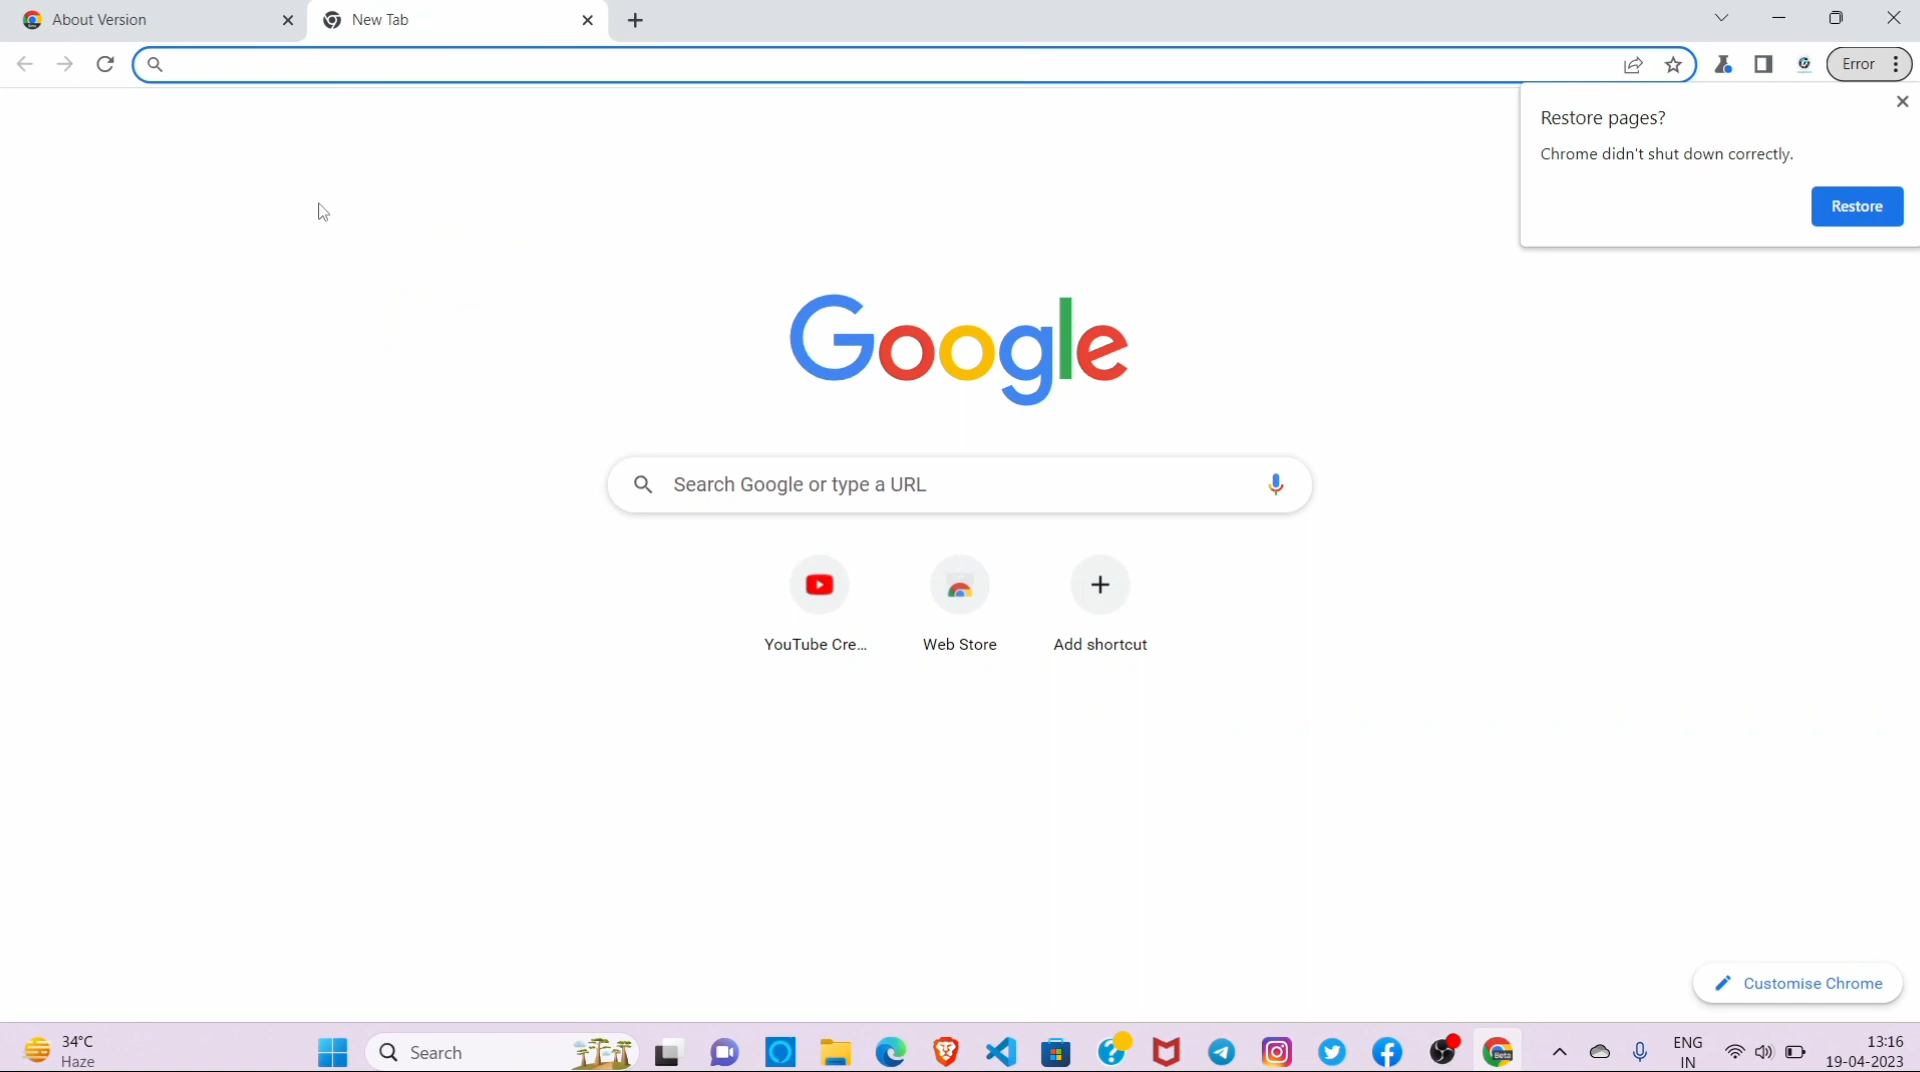 About Version
New Tab
Error
Restore pages?
Chrome didn't shut down correctly.
Restore
Google
Search Google or type a URL
YouTube Cre...
Web Store
Add shortcut
Customise Chrome
34°C
Haze
Search
Beta
ENG
IN
13:16
19-04-2023